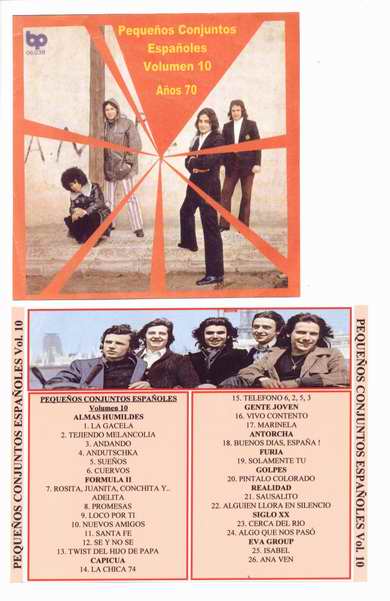 bp
06.038
Pequeños Conjuntos
Españoles
Volumen 10
Años 70
PEQUEÑOS CONJUNTOS ESPAÑOLES Vol. 10
PEQUEÑOS CONJUNTOS ESPAÑOLES
Volumen 10
ALMAS HUMILDES
1. LA GACELA
2. TEJIENDO MELANCOLIA
3. ANDANDO
4. ANDUTSCHKA
5. SUEÑOS
6. CUERVOS
FORMULA II
7. ROSITA, JUANITA, CONCHITA Y..
ADELITA
8. PROMESAS
9. LOCO POR TI
10. NUEVOS AMIGOS
11. SANTA FE
12. SE Y NO SE
13. TWIST DEL HIJO DE PAPA
CAPICUA
14. LA CHICA 74
15. TELEFONO 6, 2, 5, 3
GENTE JOVEN
16. VIVO CONTENTO
17. MARINELA
ANTORCHA
18. BUENOS DIAS, ESPAÑA !
FURIA
19. SOLAMENTE TU
GOLPES
20. PINTALO COLORADO
REALIDAD
21. SAUSALITO
22. ALGUIEN LLORA EN SILENCIO
SIGLO XX
23. CERCA DEL RIO
24. ALGO QUE NOS PASÓ
EVA GROUP
25. ISABEL
26. ANA VEN
PEQUEÑOS CONJUNTOS ESPAÑOLES Vol. 10